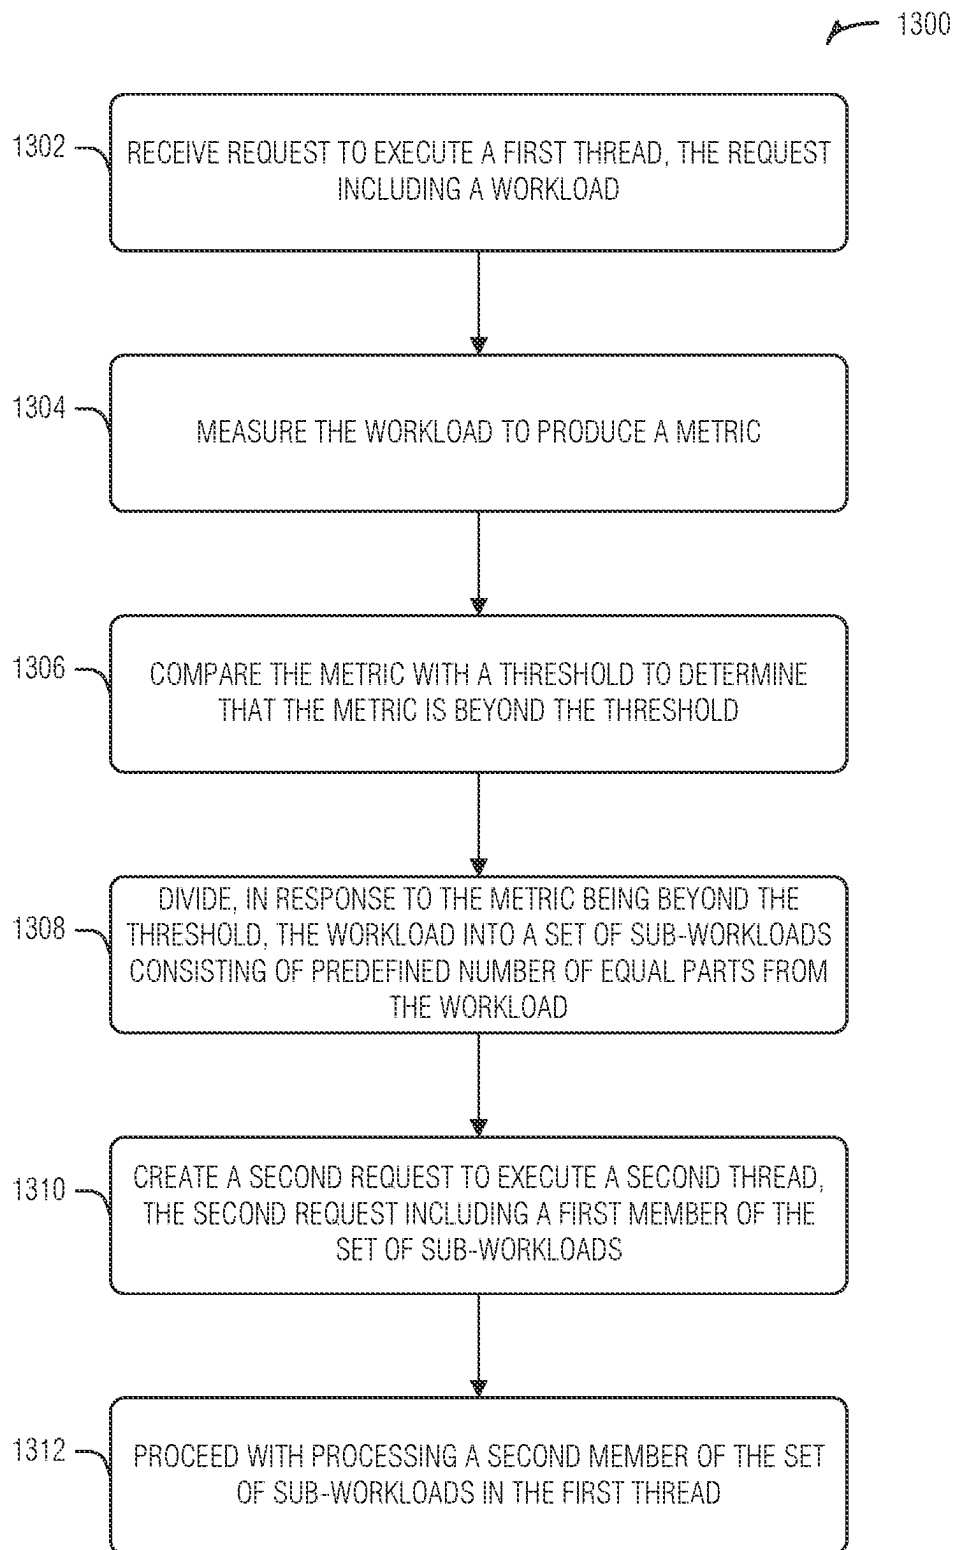 1300
1302
RECEIVE REQUEST TO EXECUTE A FIRST THREAD, THE REQUEST
INCLUDING A WORKLOAD
1304
MEASURE THE WORKLOAD TO PRODUCE A METRIC
1306
COMPARE THE METRIC WITH A THRESHOLD TO DETERMINE
THAT THE METRIC IS BEYOND THE THRESHOLD
1308
DIVIDE, IN RESPONSE TO THE METRIC BEING BEYOND THE
THRESHOLD, THE WORKLOAD INTO A SET OF SUB-WORKLOADS
CONSISTING OF PREDEFINED NUMBER OF EQUAL PARTS FROM
THE WORKLOAD
1310
CREATE A SECOND REQUEST TO EXECUTE A SECOND THREAD,
THE SECOND REQUEST INCLUDING A FIRST MEMBER OF THE
SET OF SUB-WORKLOADS
1312
PROCEED WITH PROCESSING A SECOND MEMBER OF THE SET
OF SUB-WORKLOADS IN THE FIRST THREAD